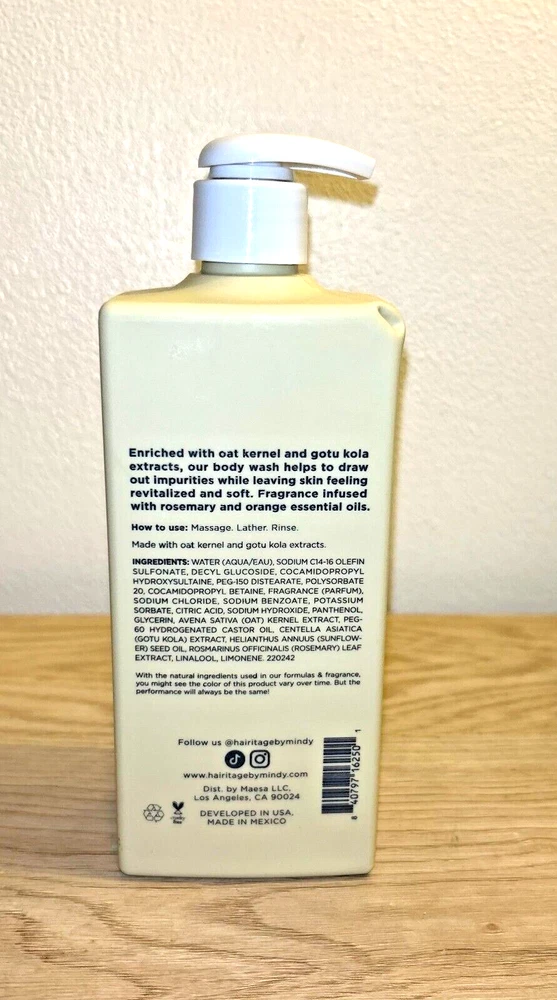 Enriched with oat kernel and gotu kola
extracts, our body wash helps to draw
out impurities while leaving skin feeling
revitalized and soft. Fragrance infused
with rosemary and orange essential oils.
How to use: Massage. Lather. Rinse.
Made with oat kernel and gotu kola extracts.
INGREDIENTS: WATER (AQUA/EAU), SODIUM C14-16 OLEFIN
SULFONATE, DECYL GLUCOSIDE, COCAMIDOPROPYL
HYDROXYSULTAINE, PEG-150 DISTEARATE, POLYSORBATE
20, COCAMIDOPROPYL BETAINE, FRAGRANCE (PARFUM),
SODIUM CHLORIDE, SODIUM BENZOATE, POTASSIUM
SORBATE, CITRIC ACID, SODIUM HYDROXIDE, PANTHENOL,
GLYCERIN, AVENA SATIVA (OAT) KERNEL EXTRACT, PEG-
60 HYDROGENATED CASTOR OIL, CENTELLA ASIATICA
(GOTU KOLA) EXTRACT, HELIANTHUS ANNUUS (SUNFLOW-
ER) SEED OIL, ROSMARINUS OFFICINALIS (ROSEMARY) LEAF
EXTRACT, LINALOOL, LIMONENE. 220242
With the natural ingredients used in our formulas & fragrance,
you might see the color of this product vary over time. But the
performance will always be the same!
Follow us @hairitagebymindy
www.hairitagebymindy.com
Dist. by Maesa LLC,
Los Angeles, CA 90024
DEVELOPED IN USA.
MADE IN MEXICO
8 40797 16250 1